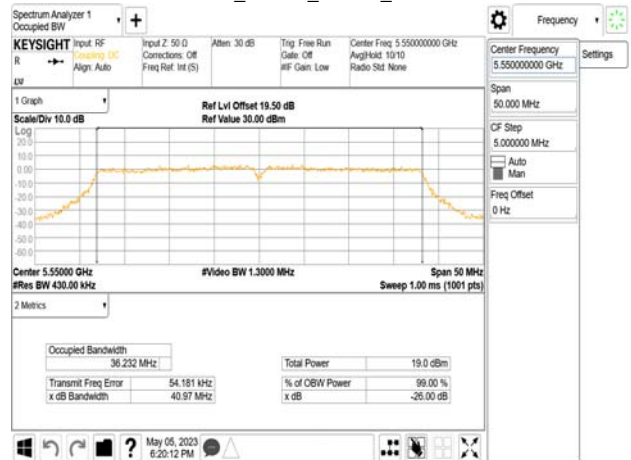 Spectrum Analyzer 1
Occupied BW
Frequency
KEYSIGHT
R
Input: RF
Coupling: DC
Align: Auto
Input Z: 50 Ω
Corrections: Off
Freq Ref: Int (S)
Atten: 30 dB
Trig: Free Run
Gate: Off
#IF Gain: Low
Center Freq: 5.550000000 GHz
Avg|Hold: 10/10
Radio Std: None
Center Frequency
5.550000000 GHz
Settings
Span
50.000 MHz
CF Step
5.000000 MHz
Auto
Man
Freq Offset
0 Hz
1 Graph
Scale/Div 10.0 dB
Ref Lvl Offset 19.50 dB
Ref Value 30.00 dBm
Log
20.0
10.0
0.00
-10.0
-20.0
-30.0
-40.0
-50.0
-60.0
Center 5.55000 GHz
#Video BW 1.3000 MHz
Span 50 MHz
#Res BW 430.00 kHz
Sweep 1.00 ms (1001 pts)
2 Metrics
Occupied Bandwidth
36.232 MHz
Total Power 19.0 dBm
Transmit Freq Error 54.181 kHz
% of OBW Power 99.00 %
x dB Bandwidth 40.97 MHz
x dB -26.00 dB
?
May 05, 2023
6:20:12 PM